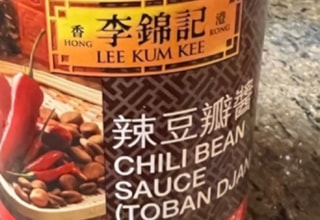 香 李錦記 港
HONG LEE KUM KEE KONG
辣豆瓣醬
CHILI BEAN
SAUCE
(TOBAN DJAN